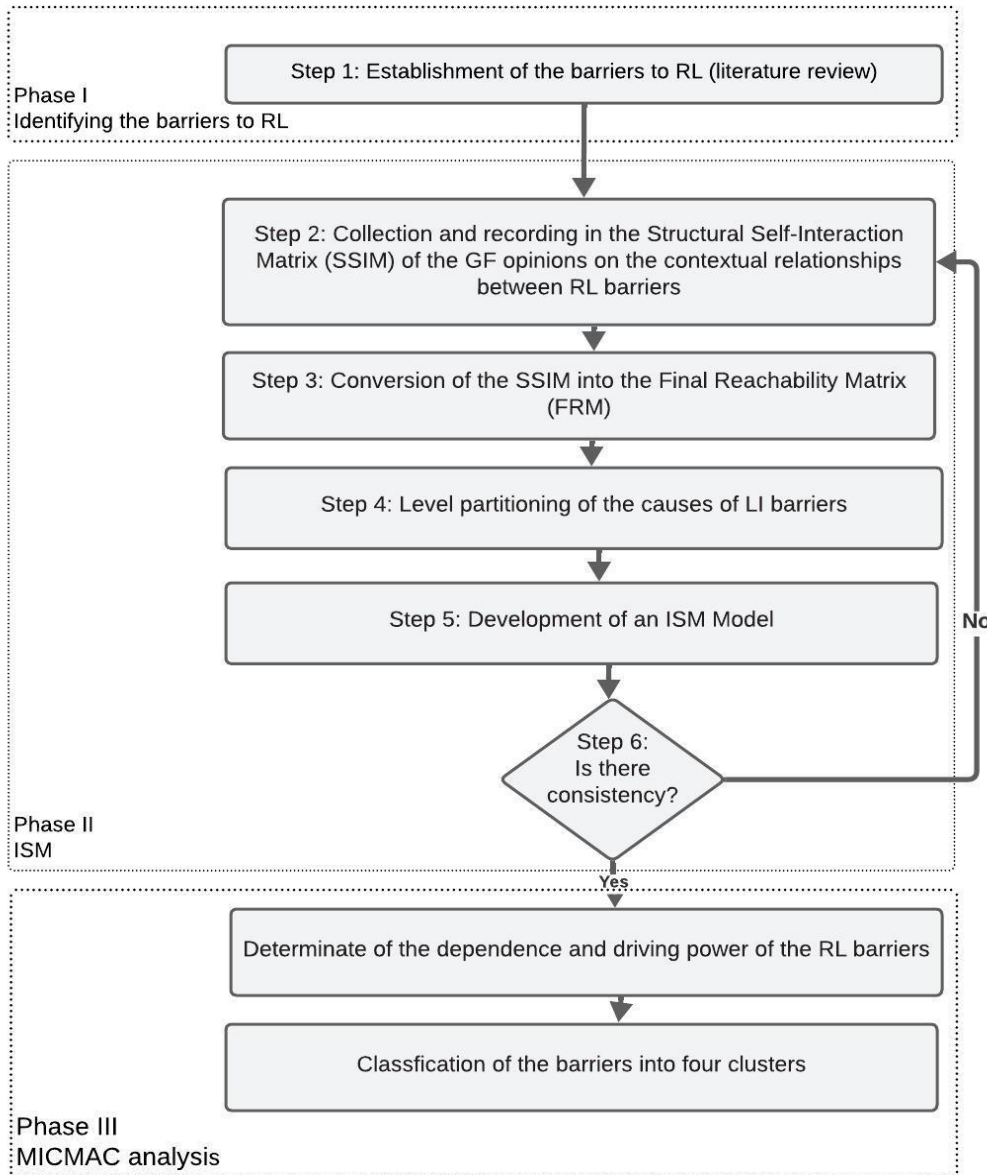 Step 1: Establishment of the barriers to RL (literature review)
Phase I
Identifying the barriers to RL
Step 2: Collection and recording in the Structural Self-Interaction
Matrix (SSIM) of the GF opinions on the contextual relationships
between RL barriers
Step 3: Conversion of the SSIM into the Final Reachability Matrix
(FRM)
Step 4: Level partitioning of the causes of LI barriers
Step 5: Development of an ISM Model
No
Step 6:
Is there
consistency?
Phase II
ISM
Yes
Determinate of the dependence and driving power of the RL barriers
Classfication of the barriers into four clusters
Phase III
MICMAC analysis